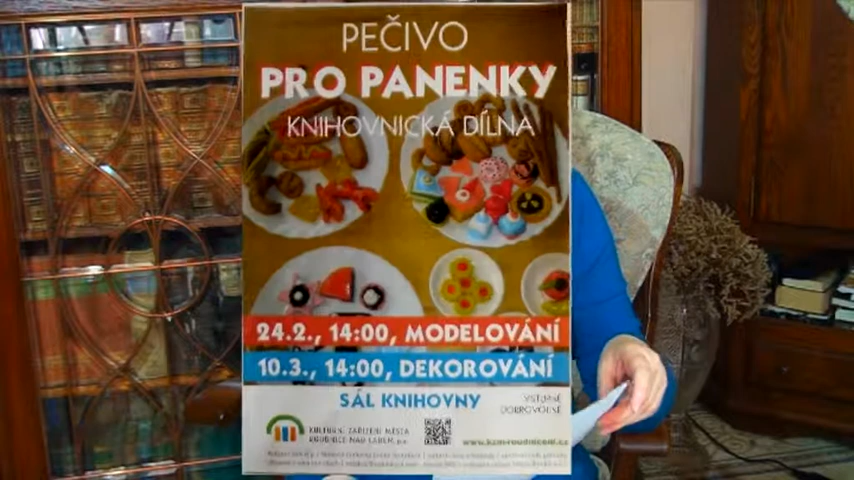 PEČIVO
PRO PANENKY
KNIHOVNICKÁ DÍLNA
24.2., 14:00, MODELOVÁNÍ
10.3., 14:00, DEKOROVÁNÍ
SÁL KNIHOVNY
VSTUPNÉ
DOBROVOLNÉ
KULTURNÍ ZAŘÍZENÍ MĚSTA
ROUDNICE NAD LABEM, p.o.